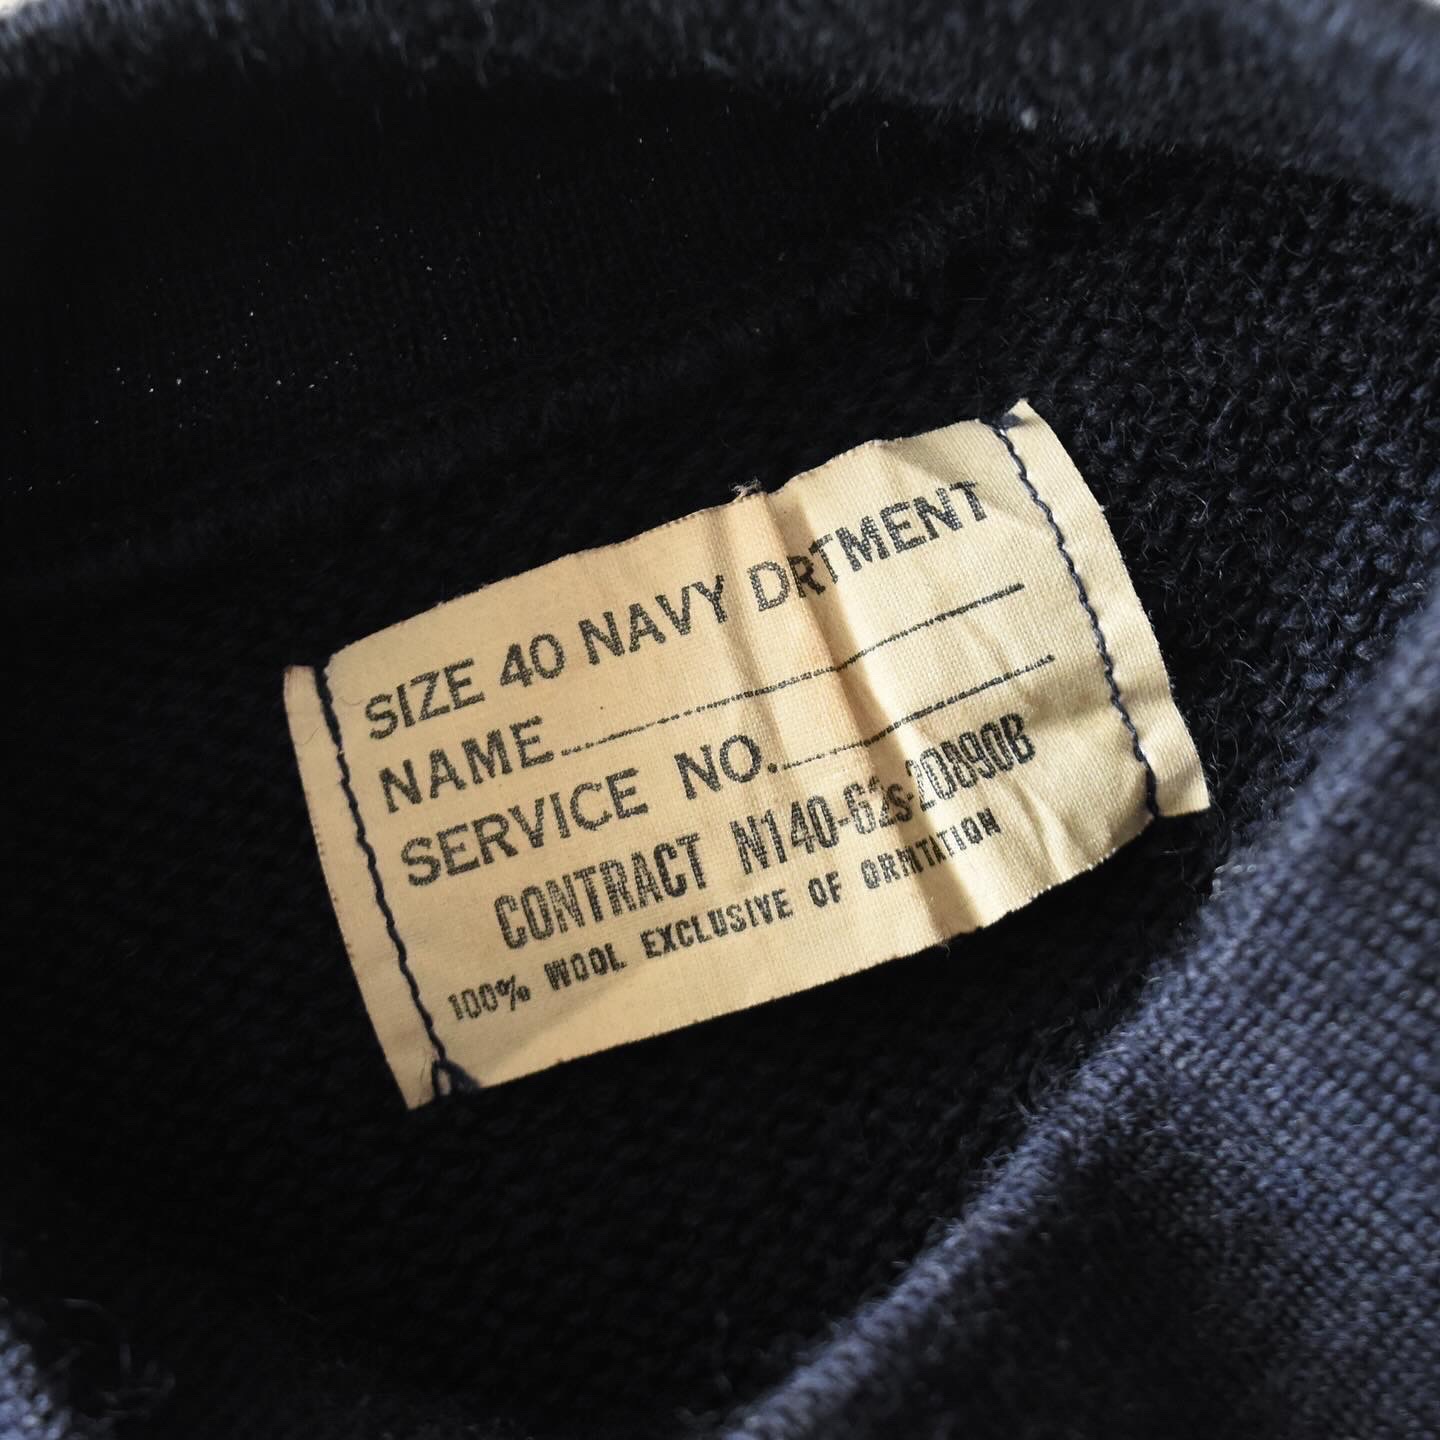 SIZE 40 NAVY DRTMENT
NAME
SERVICE NO.
CONTRACT N140-62s-20890B
100% WOOL EXCLUSIVE OF ORNTATION